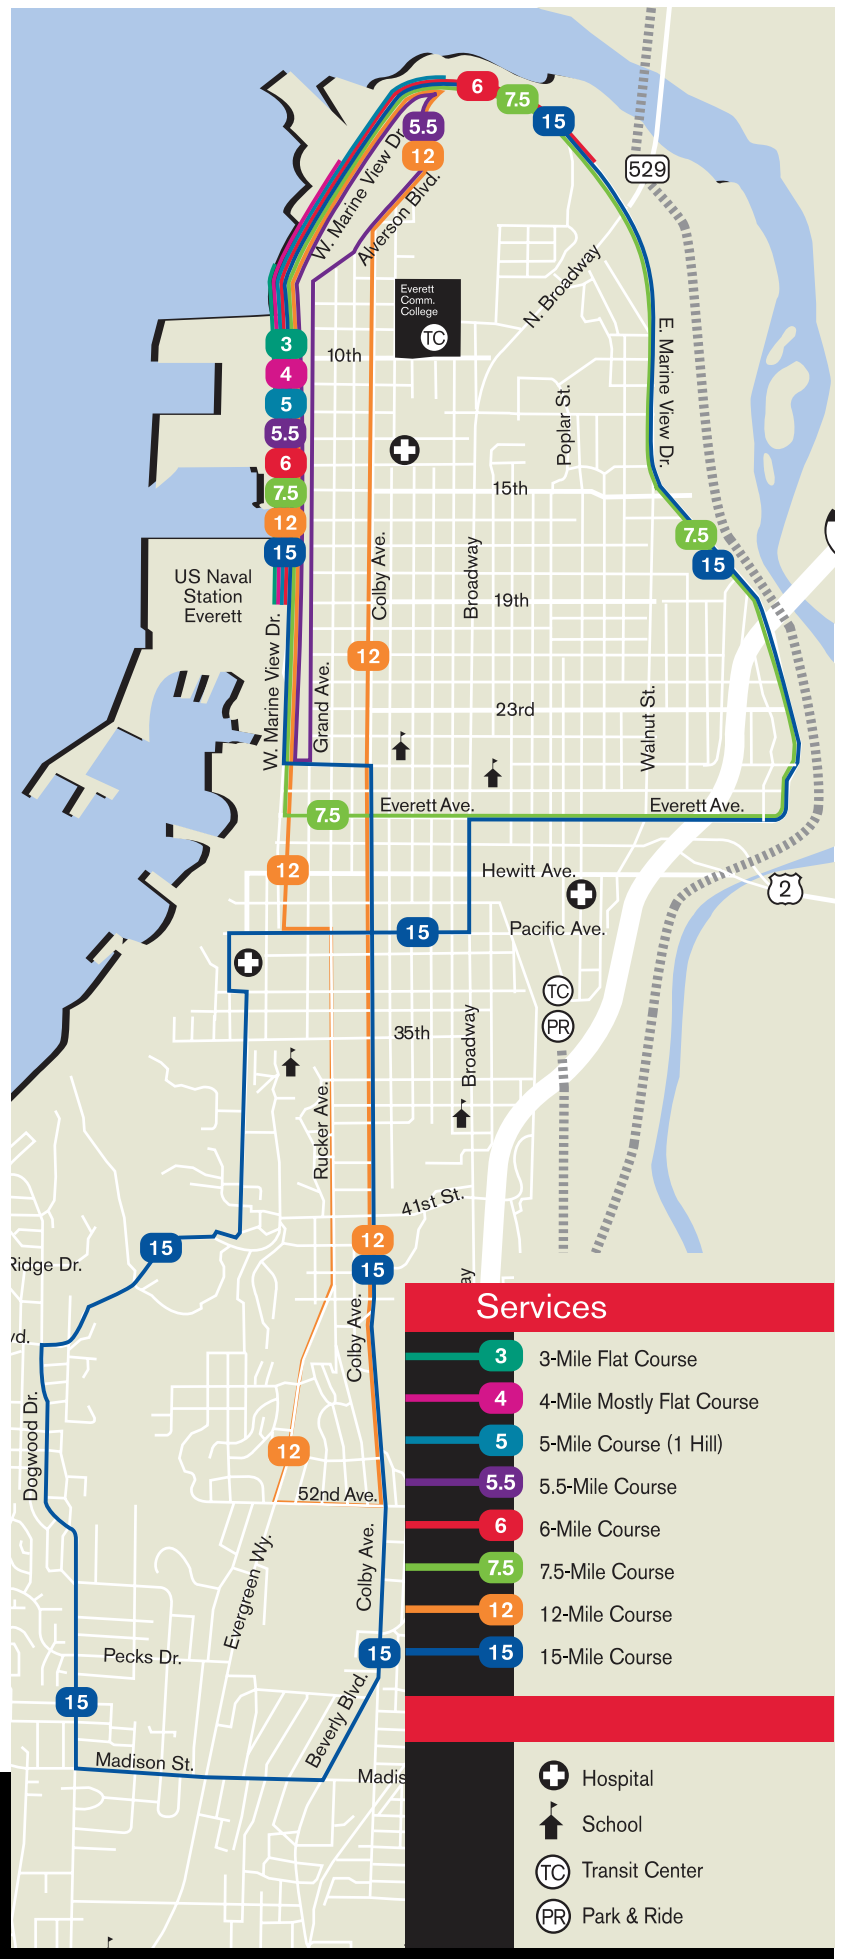 6
7.5
15
5.5
12
529
W. Marine View Dr.
Alverson Blvd.
N. Broadway
Everett
Comm.
College
TC
E. Marine View Dr.
3
4
5
5.5
6
7.5
12
15
10th
Poplar St.
15th
7.5
15
US Naval
Station
Everett
Colby Ave.
Broadway
19th
W. Marine View Dr.
Grand Ave.
12
23rd
Walnut St.
7.5
Everett Ave.
Everett Ave.
12
Hewitt Ave.
2
15
Pacific Ave.
TC
PR
35th
Broadway
Rucker Ave.
41st St.
15
12
15
Ridge Dr.
ay
vd.
Colby Ave.
Dogwood Dr.
12
52nd Ave.
Evergreen Wy.
Colby Ave.
Pecks Dr.
15
15
Beverly Blvd.
Madison St.
Madis
Services
3 3-Mile Flat Course
4 4-Mile Mostly Flat Course
5 5-Mile Course (1 Hill)
5.5 5.5-Mile Course
6 6-Mile Course
7.5 7.5-Mile Course
12 12-Mile Course
15 15-Mile Course
Hospital
School
TC Transit Center
PR Park & Ride